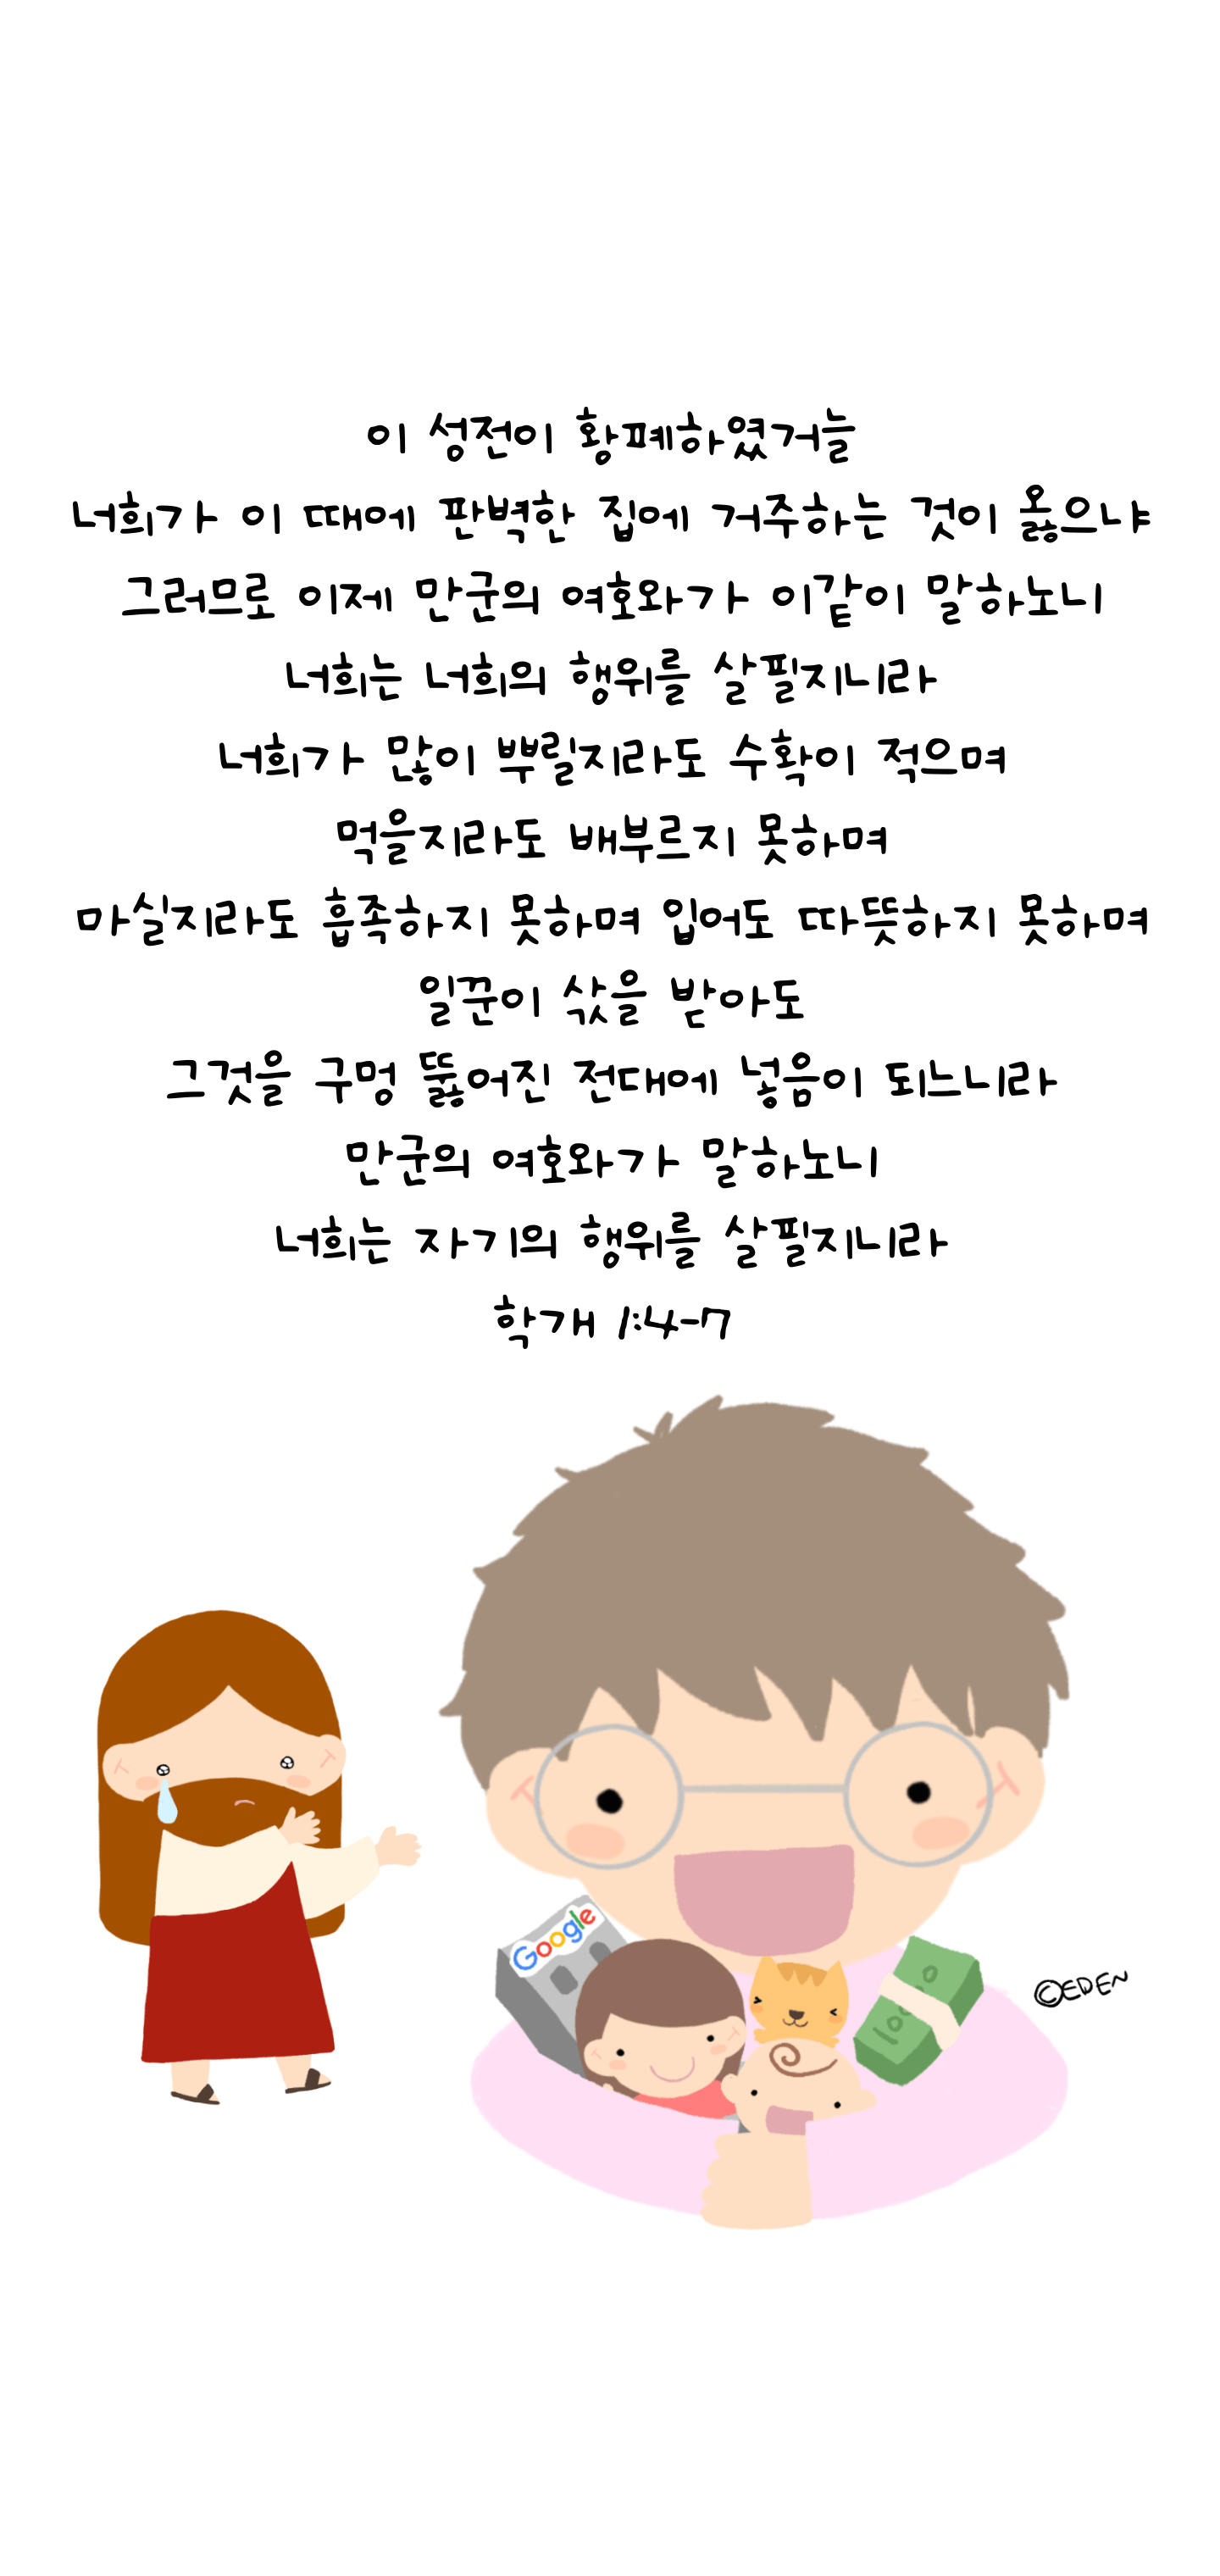 이 성전이 황폐하였거늘
너희가 이 때에 판벽한 집에 거주하는 것이 옳으냐
그러므로 이제 만군의 여호와가 이같이 말하노니
너희는 너희의 행위를 살필지니라
너희가 많이 뿌릴지라도 수확이 적으며
먹을지라도 배부르지 못하며
마실지라도 흡족하지 못하며 입어도 따뜻하지 못하며
일꾼이 삯을 받아도
그것을 구멍 뚫어진 전대에 넣음이 되느니라
만군의 여호와가 말하노니
너희는 자기의 행위를 살필지니라
학개 1:4-7
Google
©EDEN